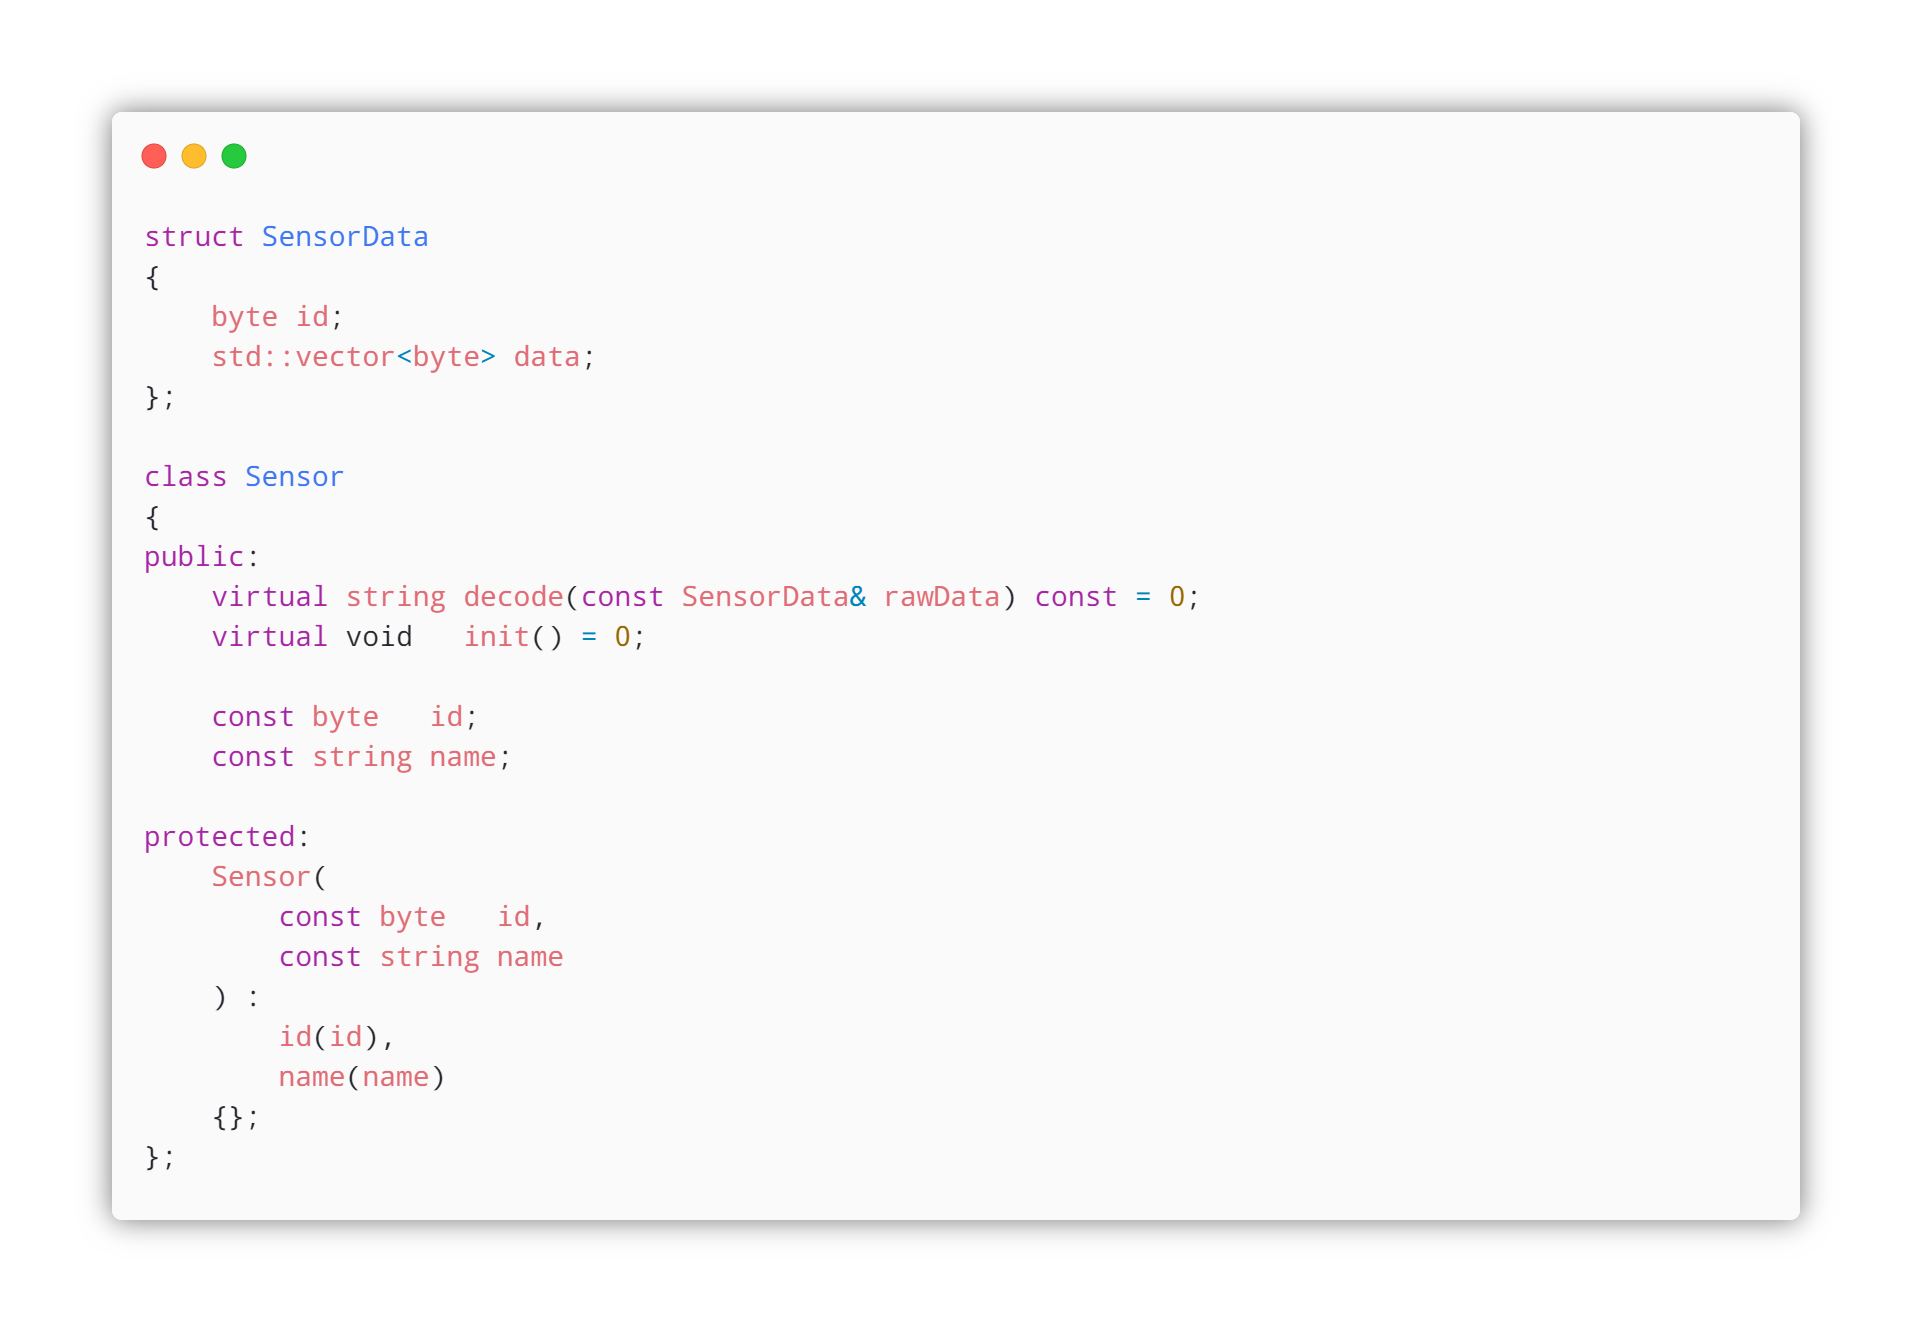 struct SensorData
{
    byte id;
    std::vector<byte> data;
};

class Sensor
{
public:
    virtual string decode(const SensorData& rawData) const = 0;
    virtual void   init() = 0;

    const byte   id;
    const string name;

protected:
    Sensor(
        const byte   id,
        const string name
    ) :
        id(id),
        name(name)
    {};
};